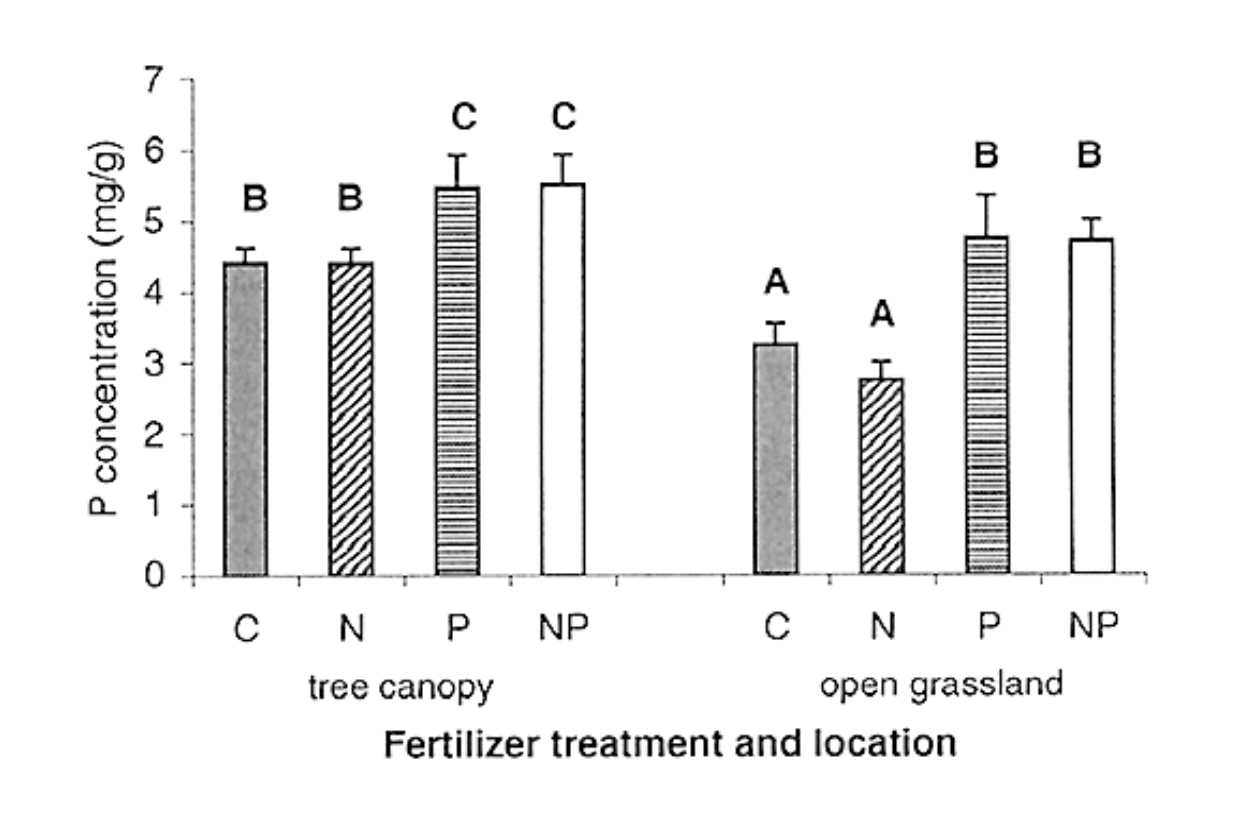 P concentration (mg/g)
7
6
5
4
3
2
1
0
B
B
C
C
A
A
B
B
C
N
P
NP
C
N
P
NP
tree canopy
open grassland
Fertilizer treatment and location